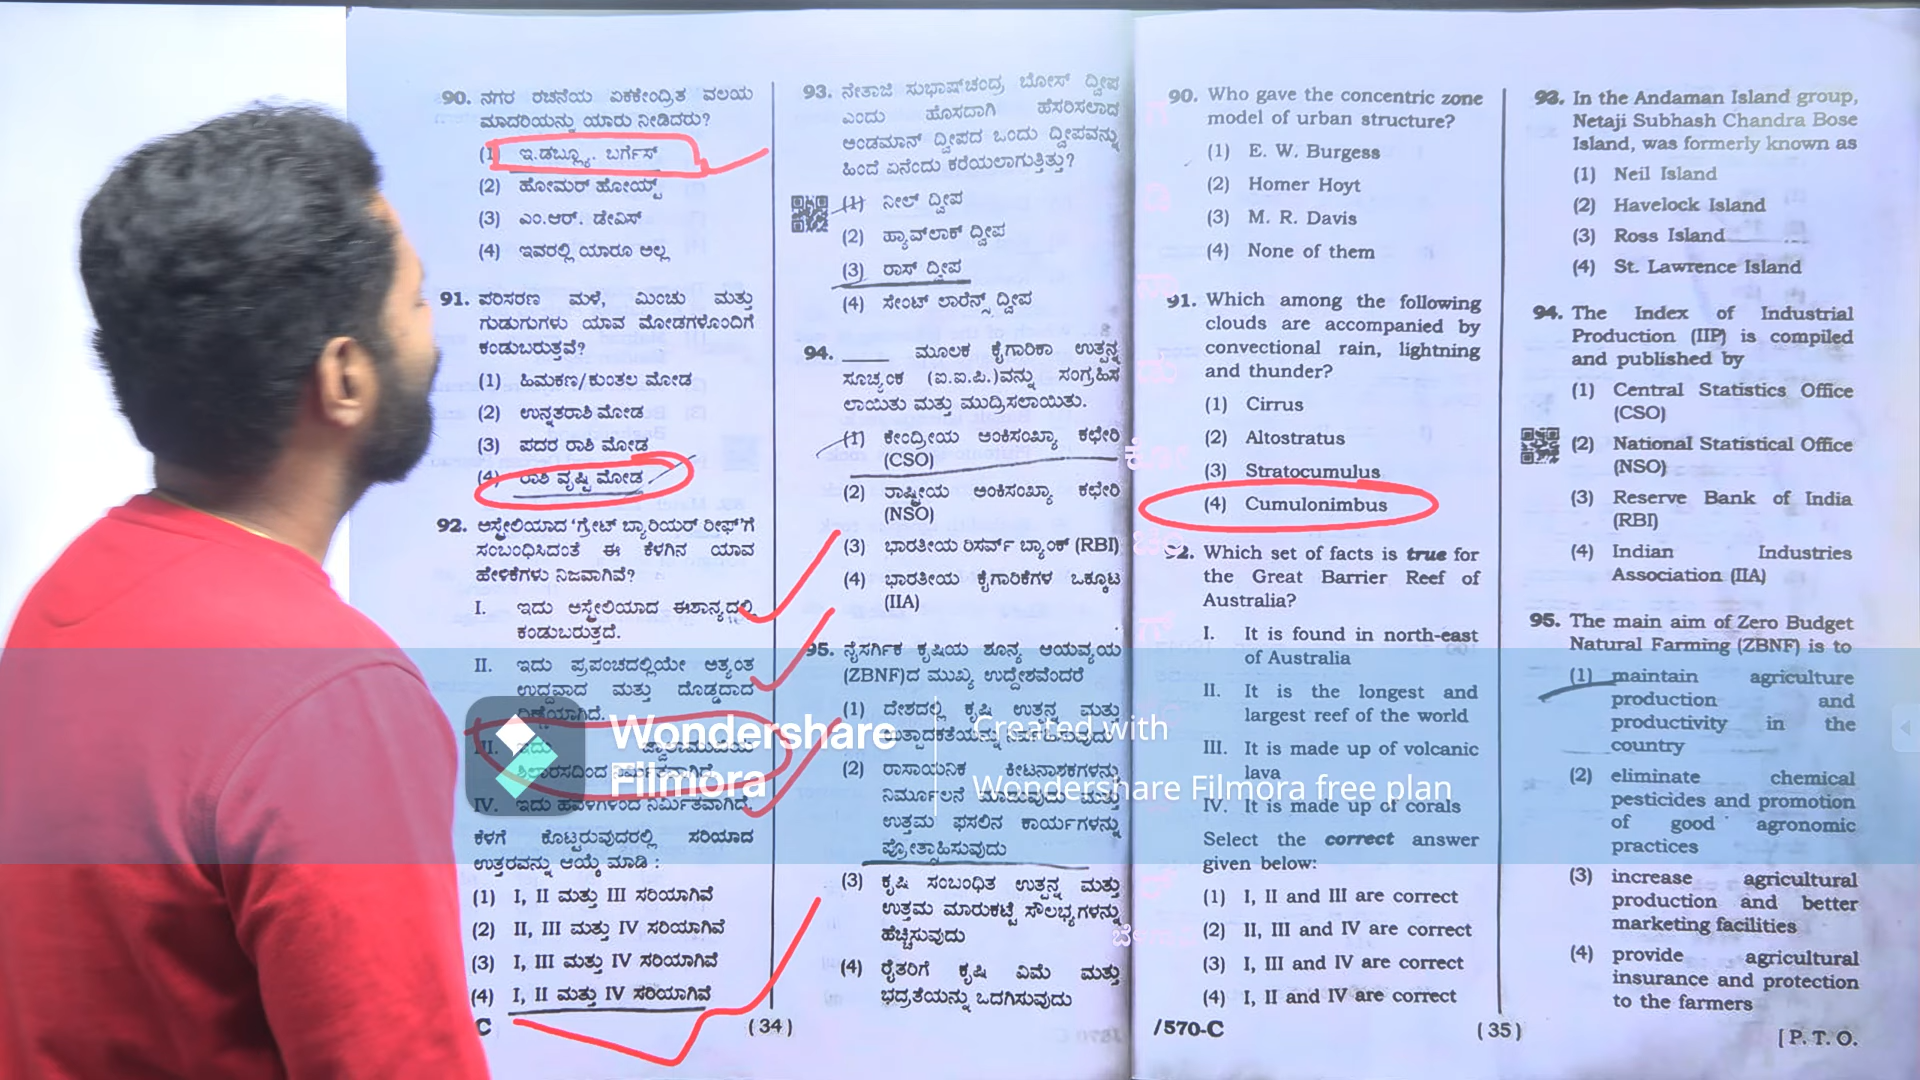 90. ನಗರ ರಚನೆಯ ಏಕಕೇಂದ್ರಿತ ವಲಯ
ಮಾದರಿಯನ್ನು ಯಾರು ನೀಡಿದರು?
(1) ಇ.ಡಬ್ಲ್ಯೂ. ಬರ್ಗೆಸ್
(2) ಹೋಮರ್ ಹೋಯ್ಟ್
(3) ಎಂ.ಆರ್. ಡೇವಿಸ್
(4) ಇವರಲ್ಲಿ ಯಾರೂ ಅಲ್ಲ
91. ಪರಿಸರಣ ಮಳೆ, ಮಿಂಚು ಮತ್ತು
ಗುಡುಗುಗಳು ಯಾವ ಮೋಡಗಳೊಂದಿಗೆ
ಕಂಡುಬರುತ್ತವೆ?
(1) ಹಿಮಕಣ/ಕುಂತಲ ಮೋಡ
(2) ಉನ್ನತರಾಶಿ ಮೋಡ
(3) ಪದರ ರಾಶಿ ಮೋಡ
(4) ರಾಶಿ ವೃಷ್ಟಿ ಮೋಡ
92. ಆಸ್ಟ್ರೇಲಿಯಾದ 'ಗ್ರೇಟ್ ಬ್ಯಾರಿಯರ್ ರೀಫ್'ಗೆ
ಸಂಬಂಧಿಸಿದಂತೆ ಈ ಕೆಳಗಿನ ಯಾವ
ಹೇಳಿಕೆಗಳು ನಿಜವಾಗಿವೆ?
I. ಇದು ಆಸ್ಟ್ರೇಲಿಯಾದ ಈಶಾನ್ಯದಲ್ಲಿ
ಕಂಡುಬರುತ್ತದೆ.
II. ಇದು ಪ್ರಪಂಚದಲ್ಲಿಯೇ ಅತ್ಯಂತ
ಉದ್ದವಾದ ಮತ್ತು ದೊಡ್ಡದಾದ
ದಿಣ್ಣೆಯಾಗಿದೆ.
III. ಇದು ಜ್ವಾಲಾಮುಖಿಯ
ಶಿಲಾರಸದಿಂದ ನಿರ್ಮಿತವಾಗಿದೆ.
IV. ಇದು ಹವಳಗಳಿಂದ ನಿರ್ಮಿತವಾಗಿದೆ.
ಕೆಳಗೆ ಕೊಟ್ಟಿರುವುದರಲ್ಲಿ ಸರಿಯಾದ
ಉತ್ತರವನ್ನು ಆಯ್ಕೆ ಮಾಡಿ :
(1) I, II ಮತ್ತು III ಸರಿಯಾಗಿವೆ
(2) II, III ಮತ್ತು IV ಸರಿಯಾಗಿವೆ
(3) I, III ಮತ್ತು IV ಸರಿಯಾಗಿವೆ
(4) I, II ಮತ್ತು IV ಸರಿಯಾಗಿವೆ
C (34)
93. ನೇತಾಜಿ ಸುಭಾಷ್‌ಚಂದ್ರ ಬೋಸ್ ದ್ವೀಪ
ಎಂದು ಹೊಸದಾಗಿ ಹೆಸರಿಸಲಾದ
ಅಂಡಮಾನ್ ದ್ವೀಪದ ಒಂದು ದ್ವೀಪವನ್ನು
ಹಿಂದೆ ಏನೆಂದು ಕರೆಯಲಾಗುತ್ತಿತ್ತು?
(1) ನೀಲ್ ದ್ವೀಪ
(2) ಹ್ಯಾವ್‌ಲಾಕ್ ದ್ವೀಪ
(3) ರಾಸ್ ದ್ವೀಪ
(4) ಸೇಂಟ್ ಲಾರೆನ್ಸ್ ದ್ವೀಪ
94. ____ ಮೂಲಕ ಕೈಗಾರಿಕಾ ಉತ್ಪನ್ನ
ಸೂಚ್ಯಂಕ (ಐ.ಐ.ಪಿ.)ವನ್ನು ಸಂಗ್ರಹಿಸ
ಲಾಯಿತು ಮತ್ತು ಮುದ್ರಿಸಲಾಯಿತು.
(1) ಕೇಂದ್ರೀಯ ಅಂಕಿಸಂಖ್ಯಾ ಕಛೇರಿ
(CSO)
(2) ರಾಷ್ಟ್ರೀಯ ಅಂಕಿಸಂಖ್ಯಾ ಕಛೇರಿ
(NSO)
(3) ಭಾರತೀಯ ರಿಸರ್ವ್ ಬ್ಯಾಂಕ್ (RBI)
(4) ಭಾರತೀಯ ಕೈಗಾರಿಕೆಗಳ ಒಕ್ಕೂಟ
(IIA)
95. ನೈಸರ್ಗಿಕ ಕೃಷಿಯ ಶೂನ್ಯ ಆಯವ್ಯಯ
(ZBNF)ದ ಮುಖ್ಯ ಉದ್ದೇಶವೆಂದರೆ
(1) ದೇಶದಲ್ಲಿ ಕೃಷಿ ಉತ್ಪನ್ನ ಮತ್ತು
ಉತ್ಪಾದಕತೆಯನ್ನು
(2) ರಾಸಾಯನಿಕ ಕೀಟನಾಶಕಗಳನ್ನು
ನಿರ್ಮೂಲನೆ ಮಾಡುವುದು ಮತ್ತು
ಉತ್ತಮ ಫಸಲಿನ ಕಾರ್ಯಗಳನ್ನು
ಪ್ರೋತ್ಸಾಹಿಸುವುದು
(3) ಕೃಷಿ ಸಂಬಂಧಿತ ಉತ್ಪನ್ನ ಮತ್ತು
ಉತ್ತಮ ಮಾರುಕಟ್ಟೆ ಸೌಲಭ್ಯಗಳನ್ನು
ಹೆಚ್ಚಿಸುವುದು
(4) ರೈತರಿಗೆ ಕೃಷಿ ವಿಮೆ ಮತ್ತು
ಭದ್ರತೆಯನ್ನು ಒದಗಿಸುವುದು
90. Who gave the concentric zone
model of urban structure?
(1) E. W. Burgess
(2) Homer Hoyt
(3) M. R. Davis
(4) None of them
91. Which among the following
clouds are accompanied by
convectional rain, lightning
and thunder?
(1) Cirrus
(2) Altostratus
(3) Stratocumulus
(4) Cumulonimbus
92. Which set of facts is true for
the Great Barrier Reef of
Australia?
I. It is found in north-east
of Australia
II. It is the longest and
largest reef of the world
III. It is made up of volcanic
lava
IV. It is made up of corals
Select the correct answer
given below:
(1) I, II and III are correct
(2) II, III and IV are correct
(3) I, III and IV are correct
(4) I, II and IV are correct
/570-C (35)
93. In the Andaman Island group,
Netaji Subhash Chandra Bose
Island, was formerly known as
(1) Neil Island
(2) Havelock Island
(3) Ross Island
(4) St. Lawrence Island
94. The Index of Industrial
Production (IIP) is compiled
and published by
(1) Central Statistics Office
(CSO)
(2) National Statistical Office
(NSO)
(3) Reserve Bank of India
(RBI)
(4) Indian Industries
Association (IIA)
95. The main aim of Zero Budget
Natural Farming (ZBNF) is to
(1) maintain agriculture
production and
productivity in the
country
(2) eliminate chemical
pesticides and promotion
of good agronomic
practices
(3) increase agricultural
production and better
marketing facilities
(4) provide agricultural
insurance and protection
to the farmers
[ P. T. O.
Wondershare
Filmora
Created with
Wondershare Filmora free plan